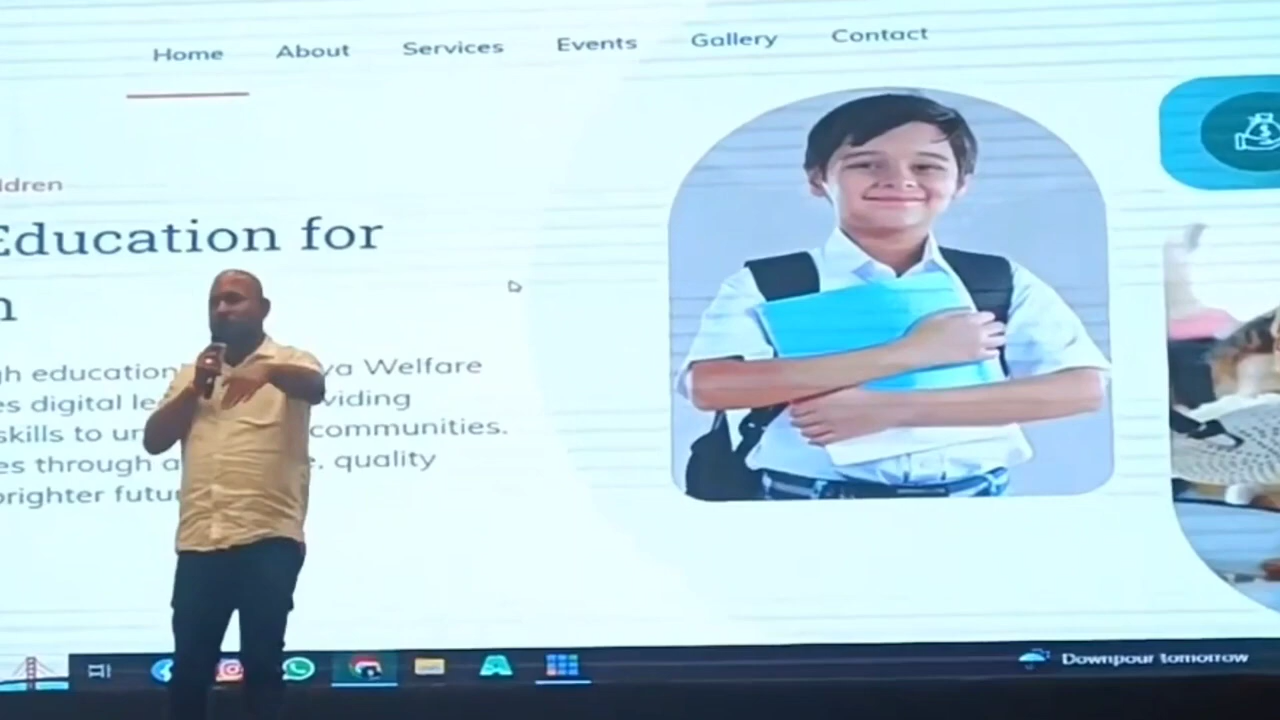 Home About Services Events Gallery Contact
ldren
Education for
n
gh education va Welfare
es digital le viding
skills to un communities.
es through a e, quality
brighter futu
Downpour tomorrow